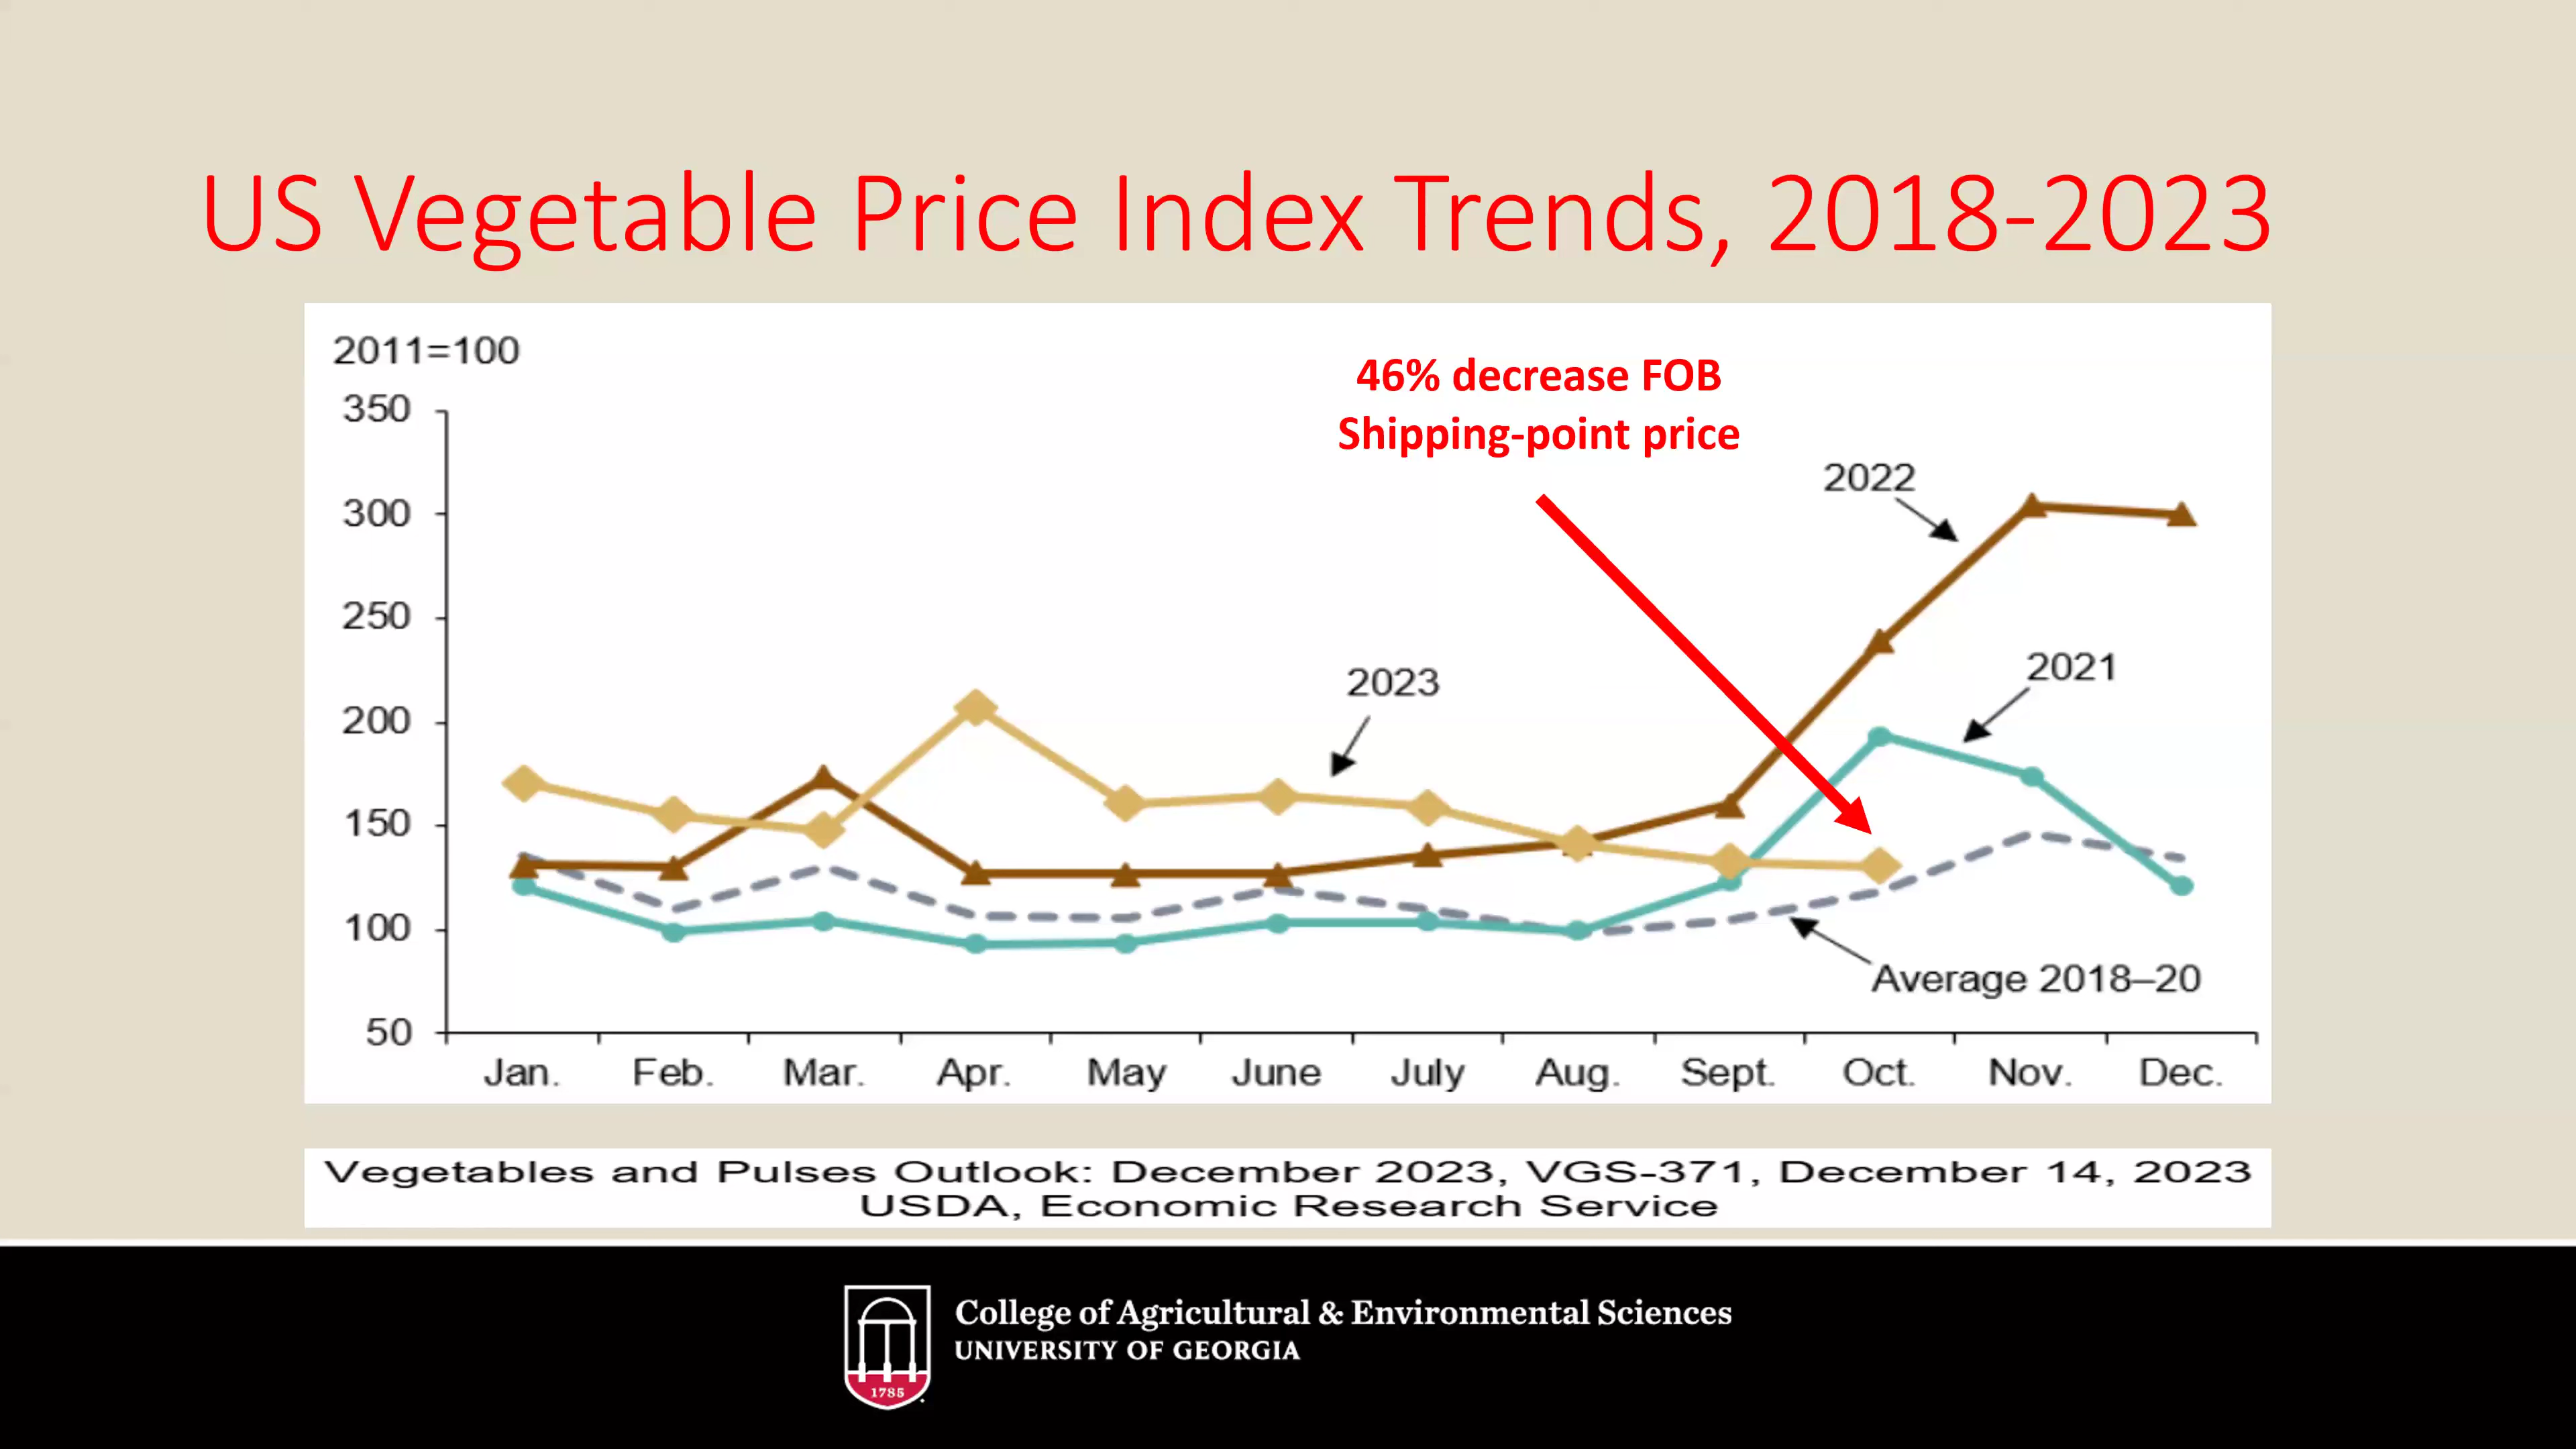 US Vegetable Price Index Trends, 2018-2023
2011=100
46% decrease FOB
Shipping-point price
350
300
250
200
150
100
50
2022
2021
2023
Average 2018–20
Jan. Feb. Mar. Apr. May June July Aug. Sept. Oct. Nov. Dec.
Vegetables and Pulses Outlook: December 2023, VGS-371, December 14, 2023
USDA, Economic Research Service
College of Agricultural & Environmental Sciences
UNIVERSITY OF GEORGIA
1785